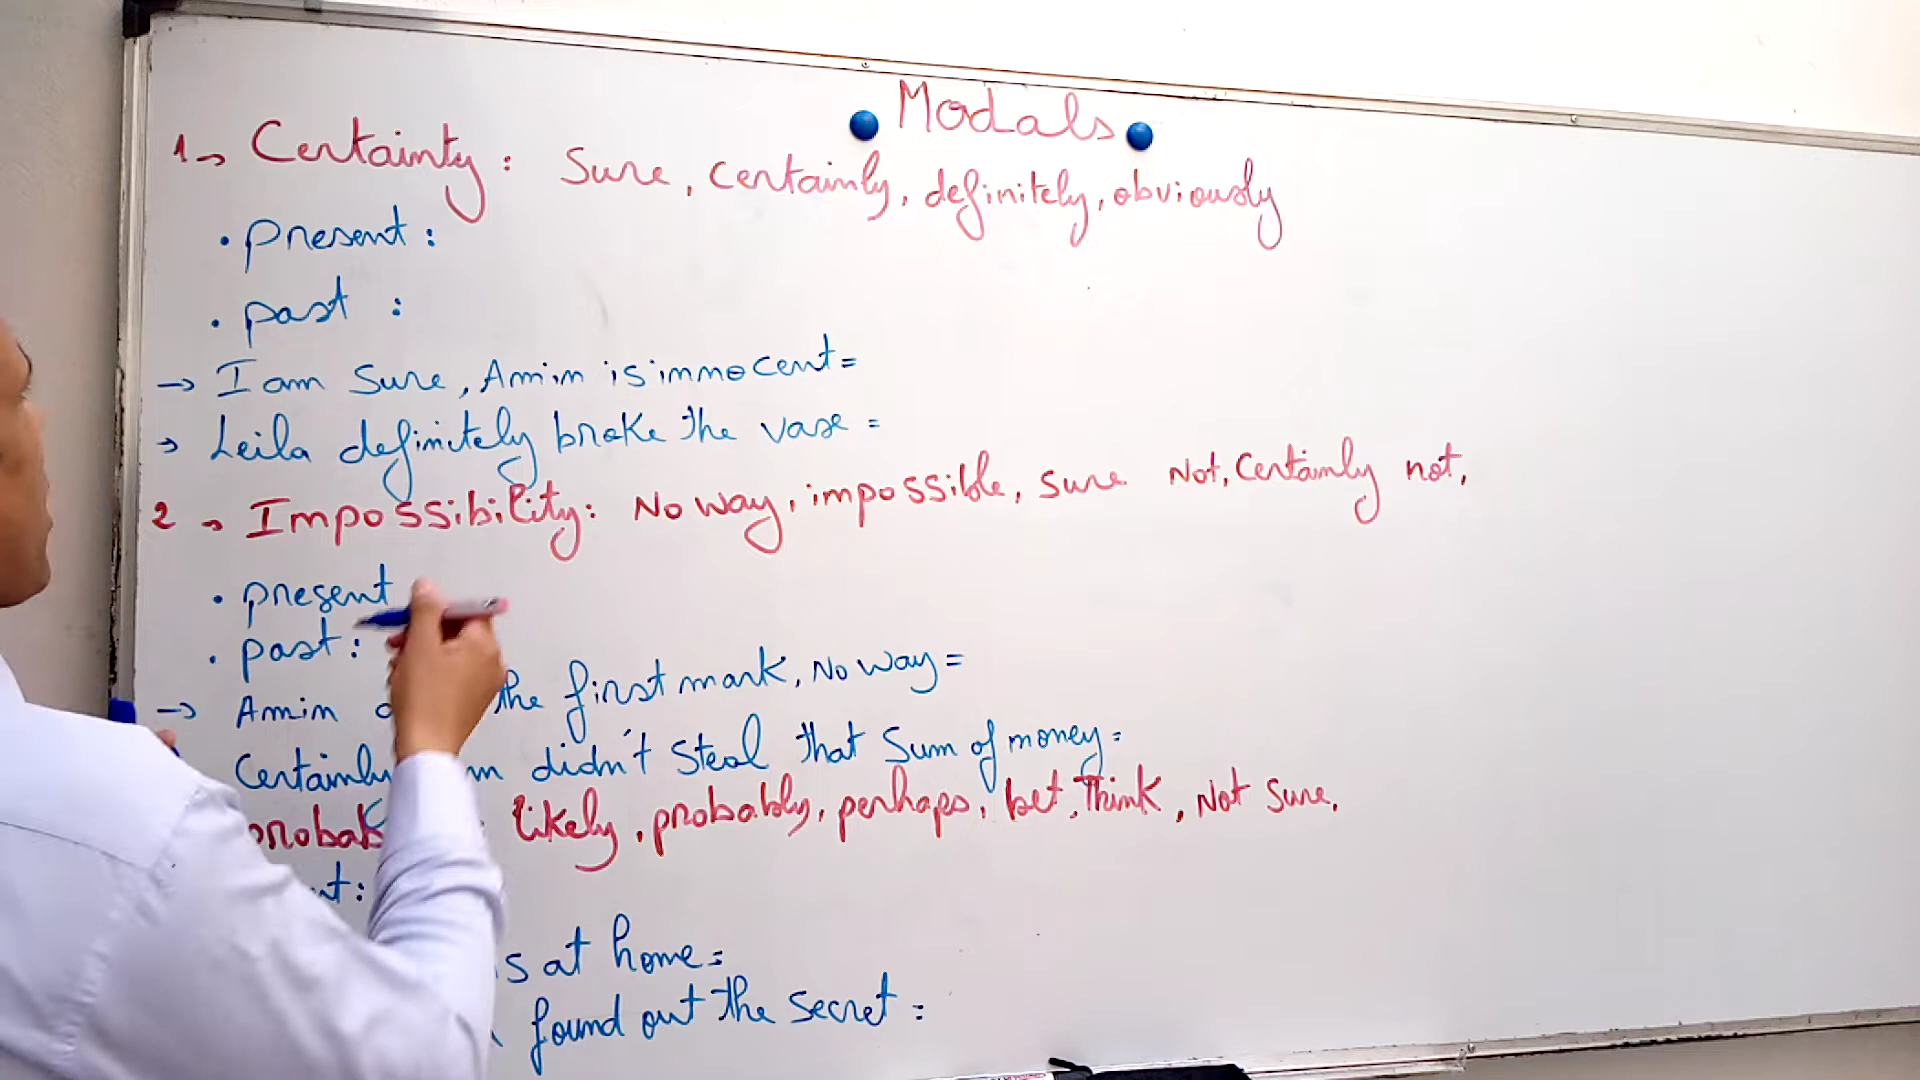 Modals
1 → Certainty : Sure, certainly, definitely, obviously
• present :
• past :
→ I am Sure, Amin is innocent =
→ Leila definitely broke the vase =
2 → Impossibility : No way, impossible, sure Not, Certainly not,
• present
• past :
→ Amin the first mark, No way =
Certainly didn't steal that sum of money =
likely, probably, perhaps, bet, think, Not sure,
at home =
found out the secret =